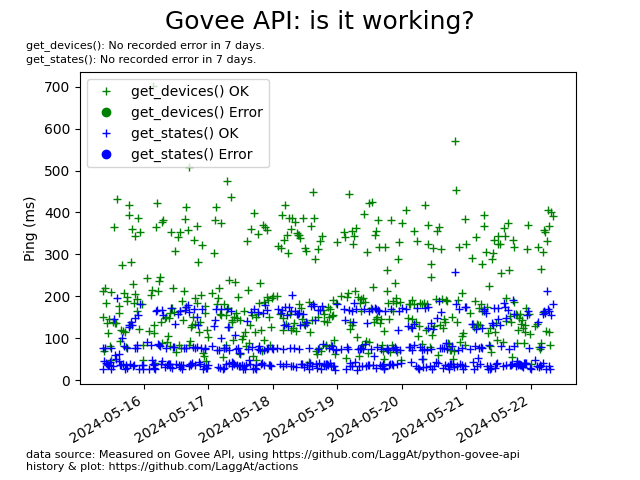 Govee API: is it working?
get_devices(): No recorded error in 7 days.
get_states(): No recorded error in 7 days.
get_devices() OK
get_devices() Error
get_states() OK
get_states() Error
Ping (ms)
700
600
500
400
300
200
100
0
2024-05-16
2024-05-17
2024-05-18
2024-05-19
2024-05-20
2024-05-21
2024-05-22
data source: Measured on Govee API, using https://github.com/LaggAt/python-govee-api
history & plot: https://github.com/LaggAt/actions